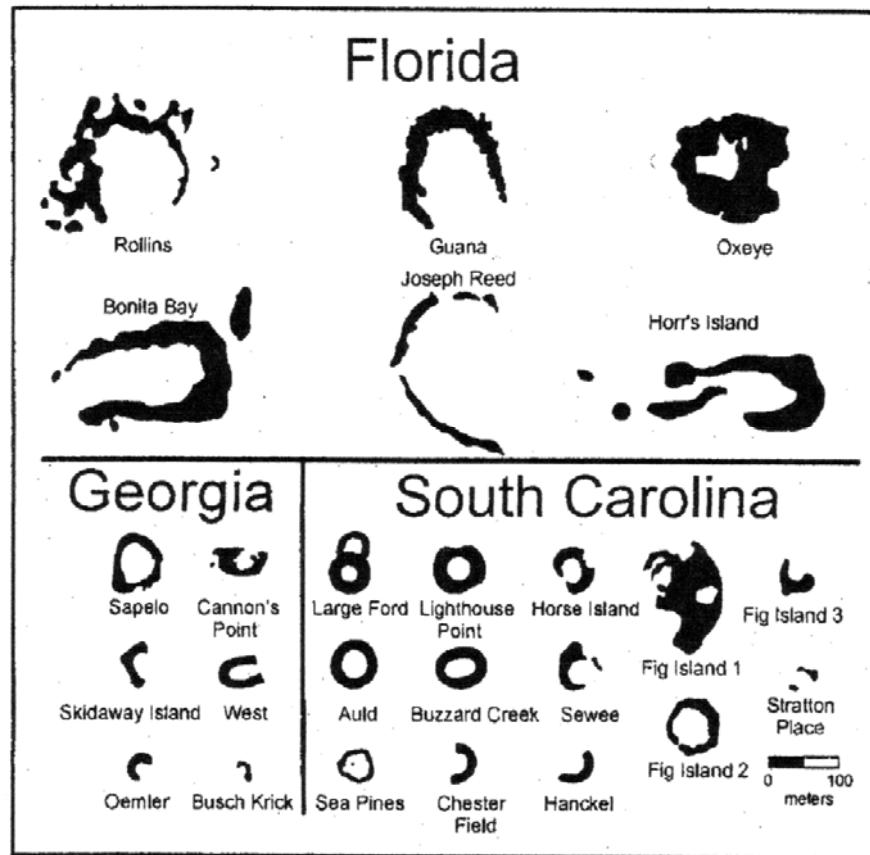 Florida
Rollins
Guana
Oxeye
Bonita Bay
Joseph Reed
Horr's Island
Georgia
Sapelo
Cannon's
Point
Skidaway Island
West
Oemler
Busch Krick
South Carolina
Large Ford
Lighthouse
Point
Horse Island
Fig Island 1
Fig Island 3
Auld
Buzzard Creek
Sewee
Fig Island 2
Stratton
Place
Sea Pines
Chester
Field
Hanckel
0 100
meters